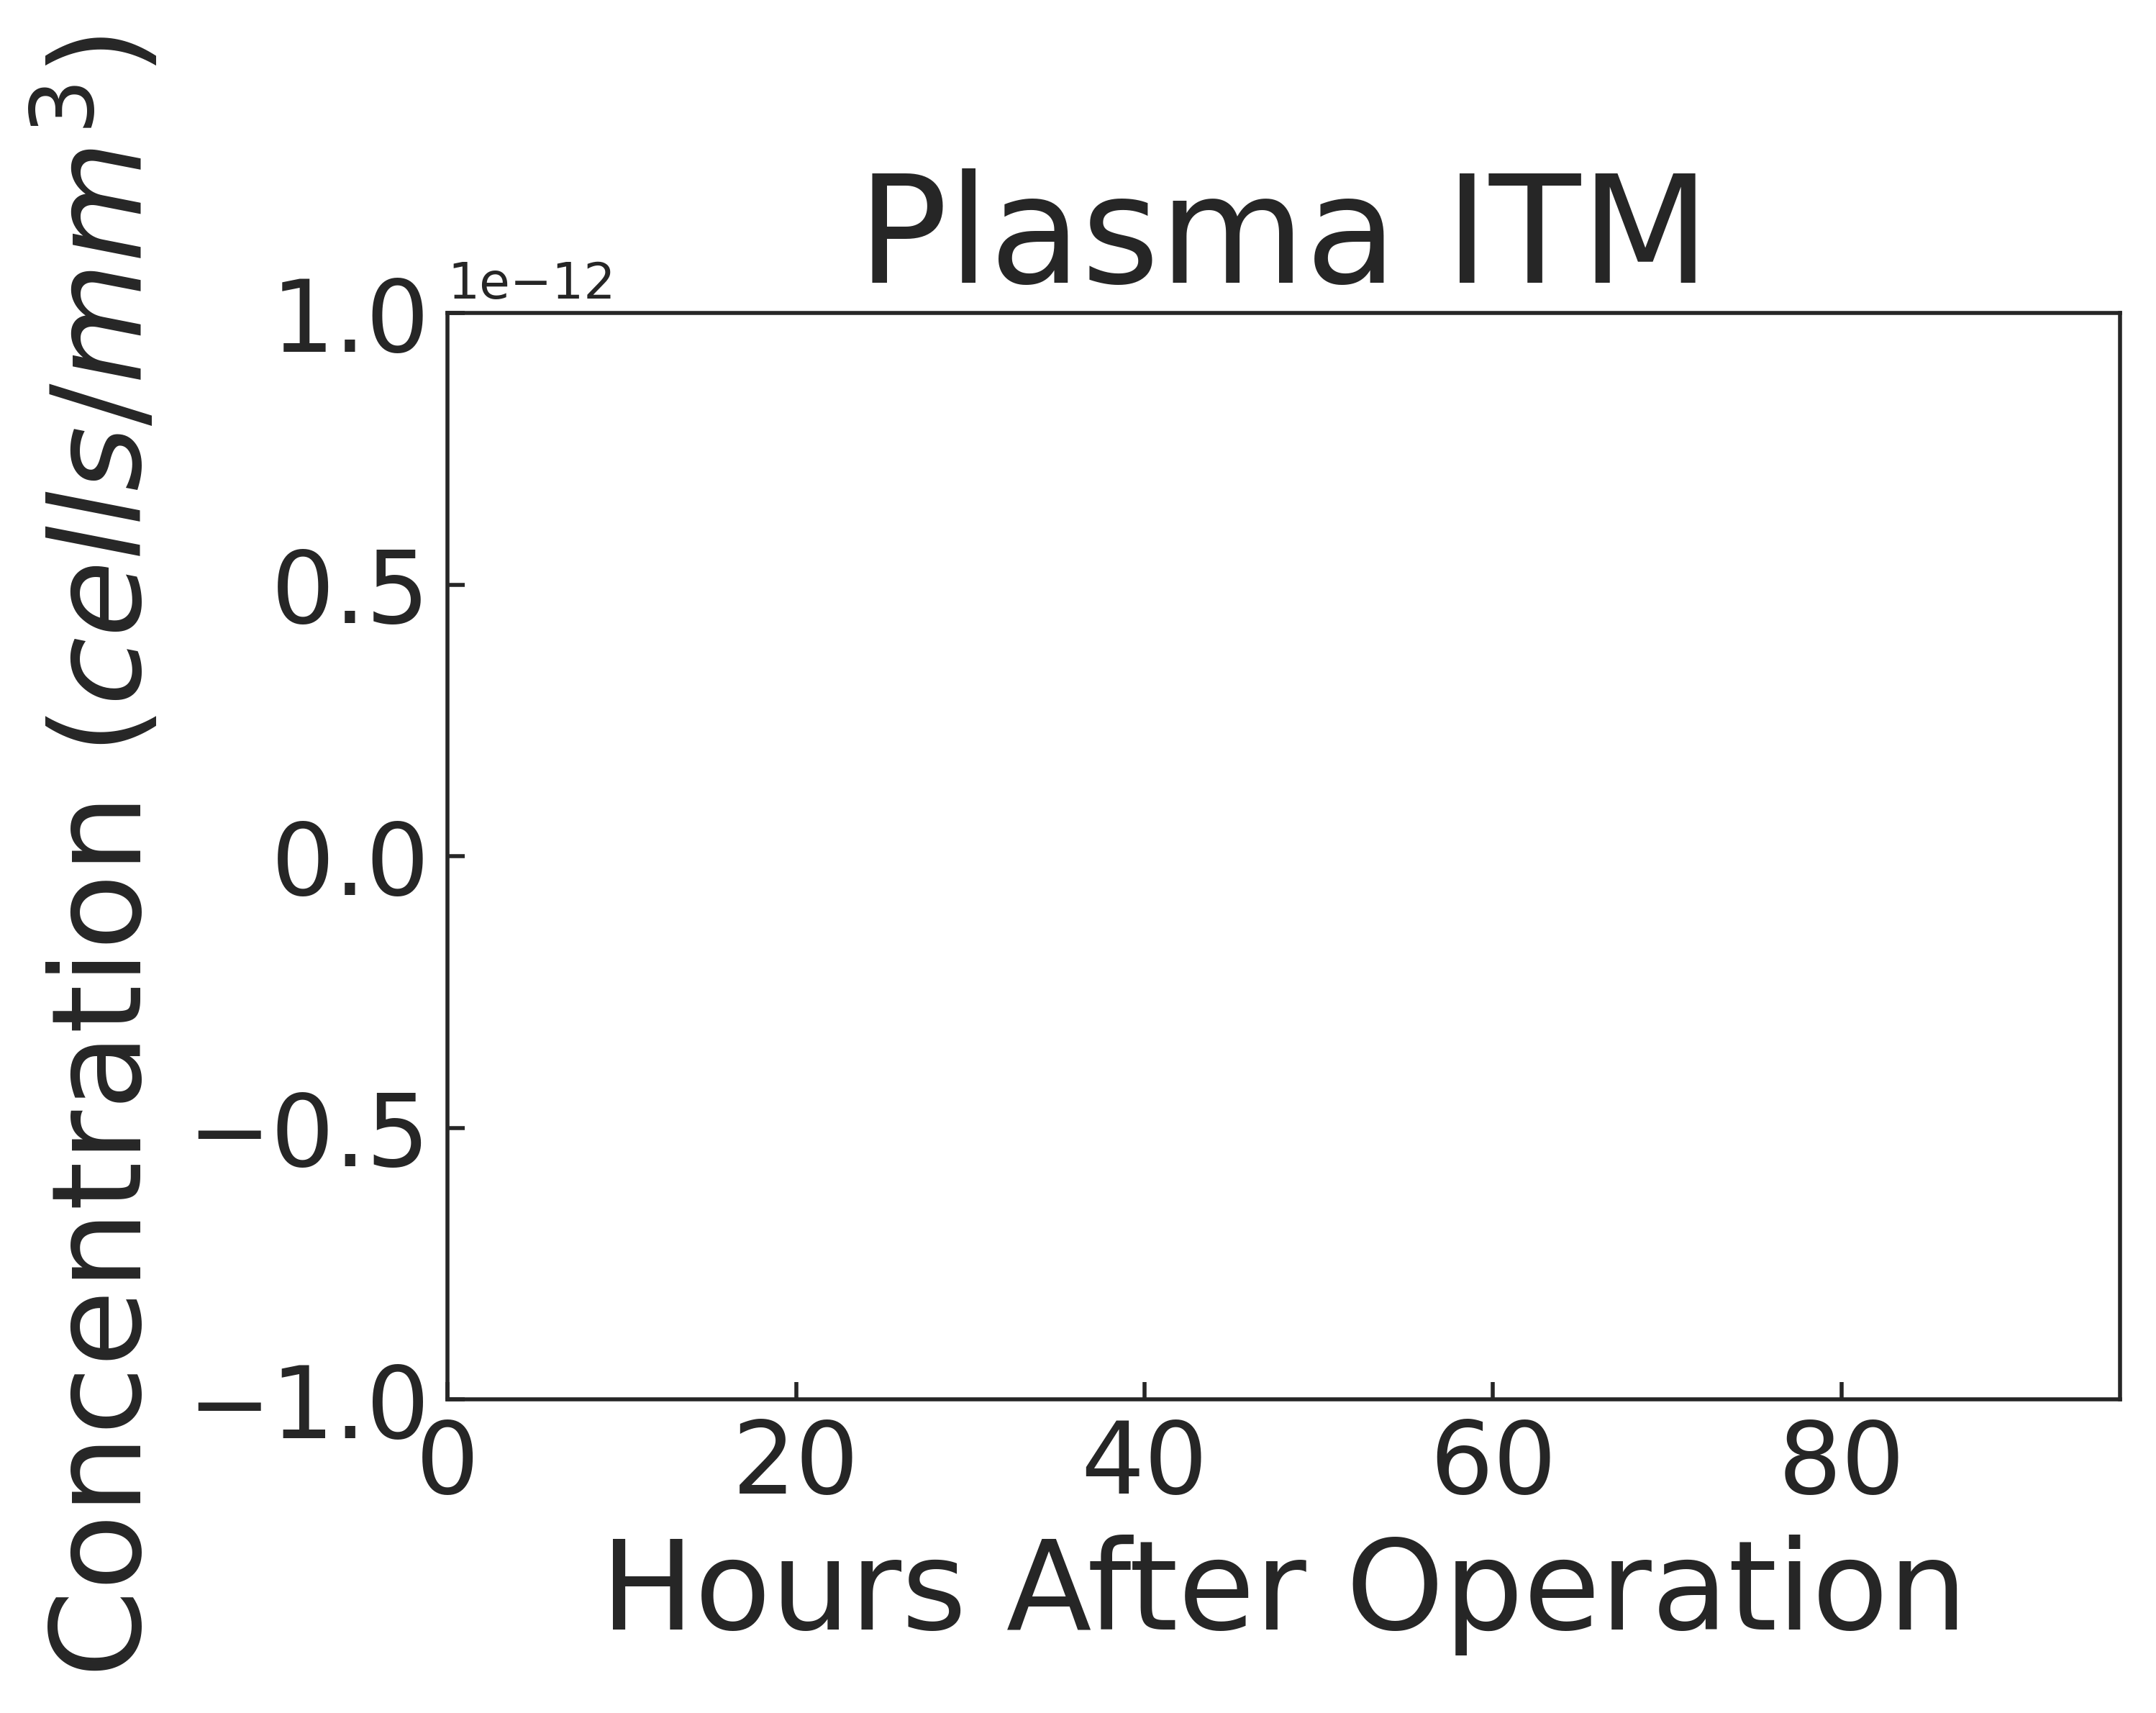 Plasma ITM
1e−12
1.0
0.5
0.0
−0.5
−1.0
Concentration (cells/mm³)
0 20 40 60 80
Hours After Operation